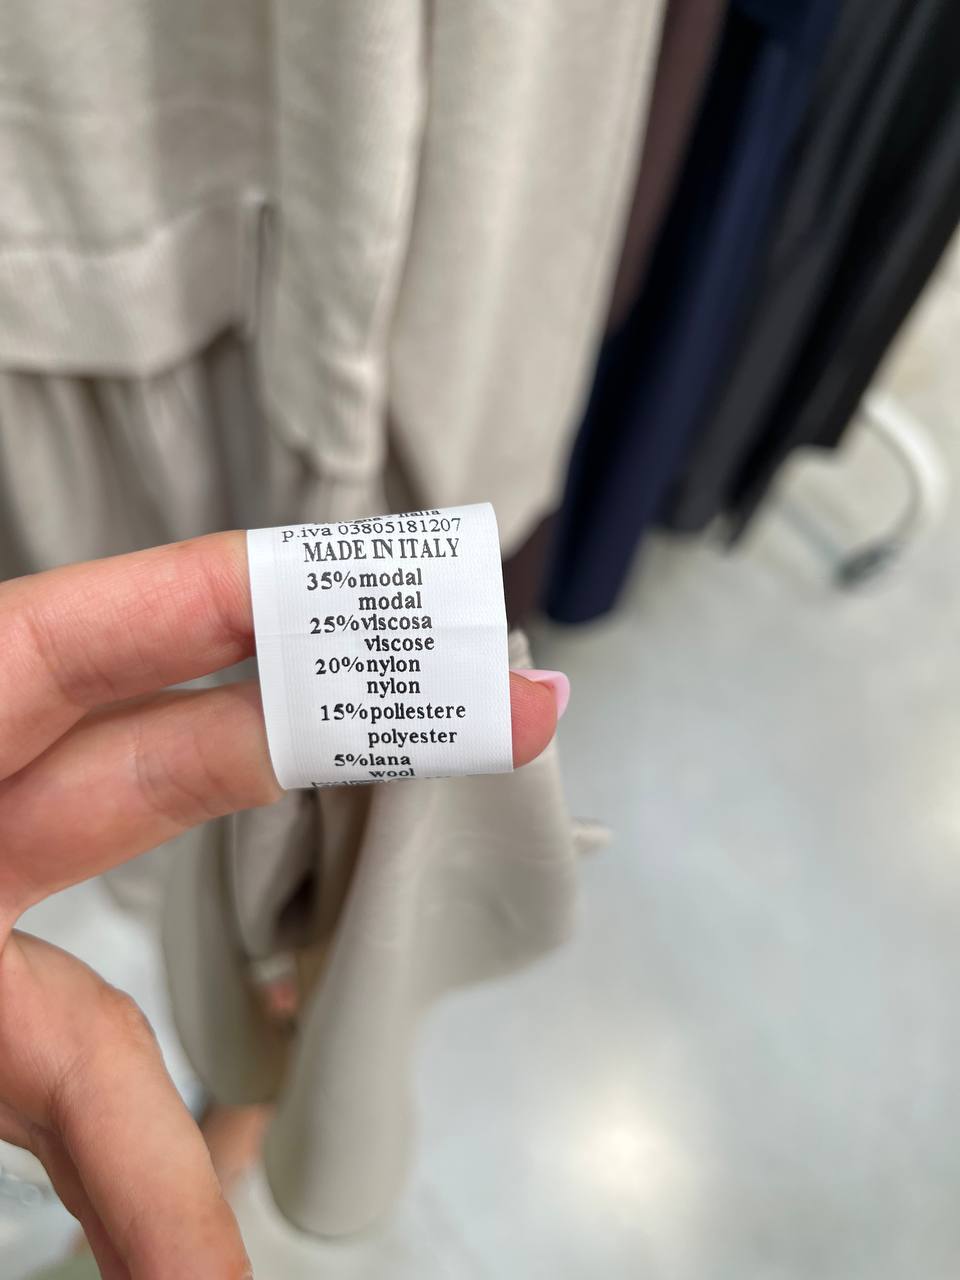 p.iva 03805181207
MADE IN ITALY
35% modal
modal
25% viscosa
viscose
20% nylon
nylon
15% poliestere
polyester
5% lana
wool